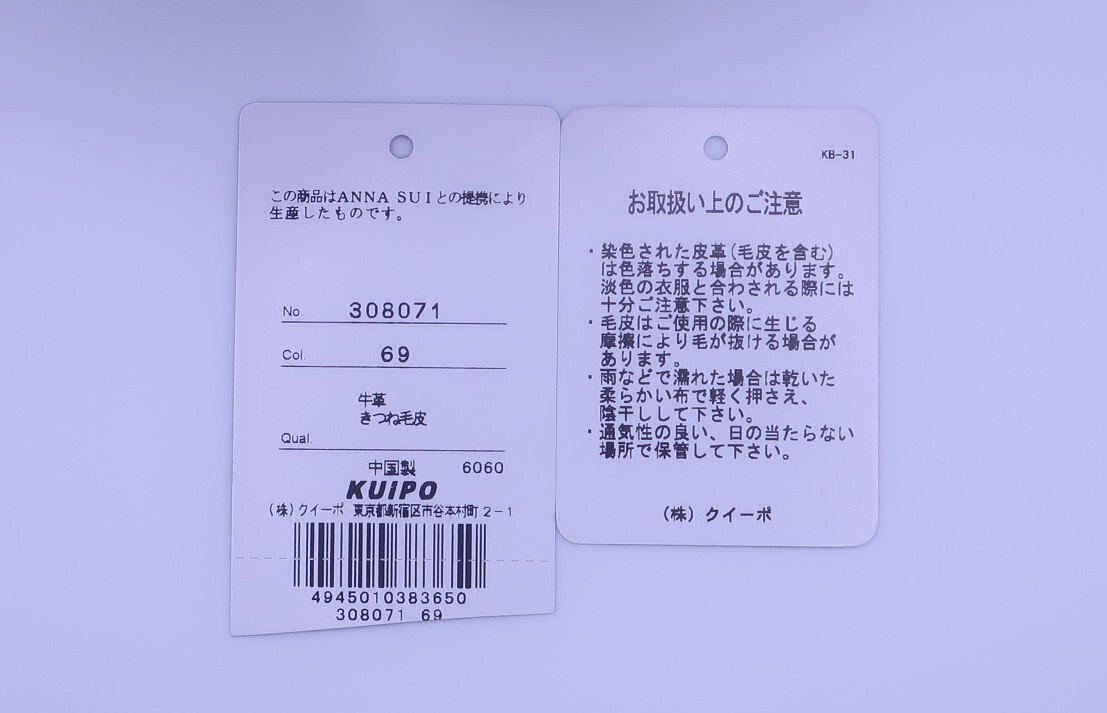 この商品はANNA SUIとの提携により
生産したものです。
No. 308071
Col. 69
牛革
きつね毛皮
Qual.
中国製 6060
KUiPO
(株)クイーポ 東京都新宿区市谷本村町2-1
4945010383650
308071 69
KB-31
お取扱い上のご注意
・染色された皮革(毛皮を含む)
は色落ちする場合があります。
淡色の衣服と合わされる際には
十分ご注意下さい。
・毛皮はご使用の際に生じる
摩擦により毛が抜ける場合が
あります。
・雨などで濡れた場合は乾いた
柔らかい布で軽く押さえ、
陰干しして下さい。
・通気性の良い、日の当たらない
場所で保管して下さい。
(株)クイーポ